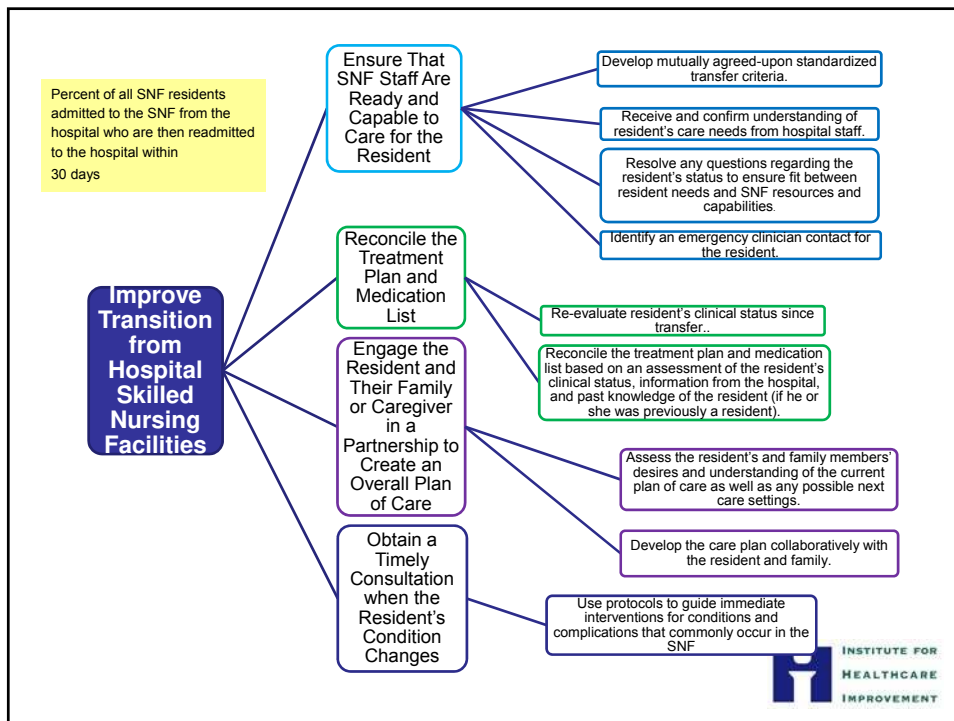 Percent of all SNF residents
admitted to the SNF from the
hospital who are then readmitted
to the hospital within
30 days
Improve
Transition
from
Hospital
Skilled
Nursing
Facilities
Ensure That
SNF Staff Are
Ready and
Capable to
Care for the
Resident
Develop mutually agreed-upon standardized
transfer criteria.
Receive and confirm understanding of
resident's care needs from hospital staff.
Resolve any questions regarding the
resident's status to ensure fit between
resident needs and SNF resources and
capabilities.
Identify an emergency clinician contact for
the resident.
Reconcile the
Treatment
Plan and
Medication
List
Re-evaluate resident's clinical status since
transfer..
Reconcile the treatment plan and medication
list based on an assessment of the resident's
clinical status, information from the hospital,
and past knowledge of the resident (if he or
she was previously a resident).
Engage the
Resident and
Their Family
or Caregiver
in a
Partnership to
Create an
Overall Plan
of Care
Assess the resident's and family members'
desires and understanding of the current
plan of care as well as any possible next
care settings.
Develop the care plan collaboratively with
the resident and family.
Obtain a
Timely
Consultation
when the
Resident's
Condition
Changes
Use protocols to guide immediate
interventions for conditions and
complications that commonly occur in the
SNF
INSTITUTE FOR
HEALTHCARE
IMPROVEMENT